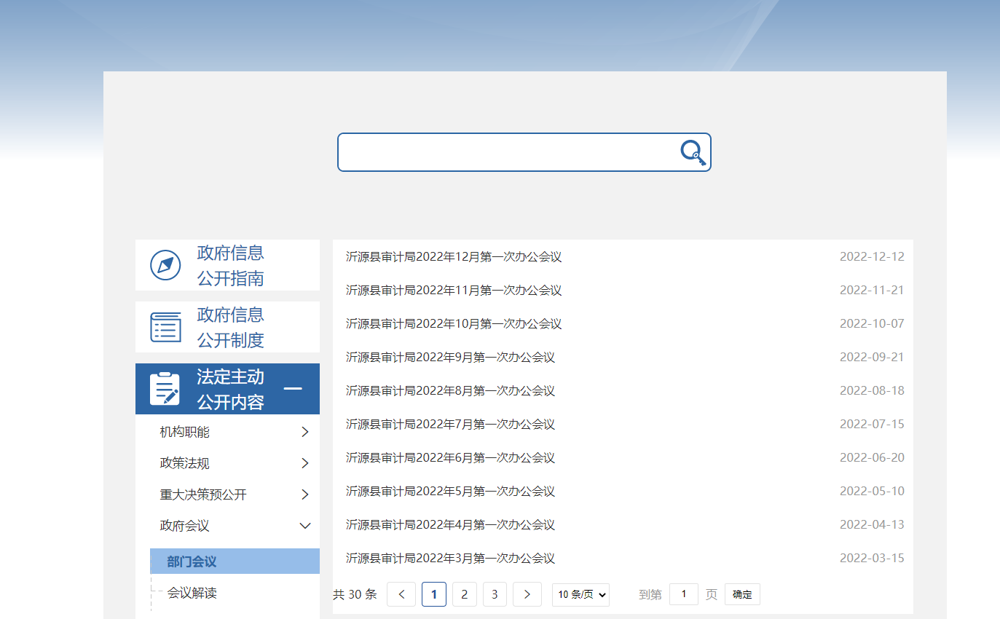 政府信息
公开指南
政府信息
公开制度
法定主动
公开内容
机构职能
政策法规
重大决策预公开
政府会议
部门会议
会议解读
沂源县审计局2022年12月第一次办公会议 2022-12-12
沂源县审计局2022年11月第一次办公会议 2022-11-21
沂源县审计局2022年10月第一次办公会议 2022-10-07
沂源县审计局2022年9月第一次办公会议 2022-09-21
沂源县审计局2022年8月第一次办公会议 2022-08-18
沂源县审计局2022年7月第一次办公会议 2022-07-15
沂源县审计局2022年6月第一次办公会议 2022-06-20
沂源县审计局2022年5月第一次办公会议 2022-05-10
沂源县审计局2022年4月第一次办公会议 2022-04-13
沂源县审计局2022年3月第一次办公会议 2022-03-15
共 30 条 1 2 3 10 条/页 到第 1 页 确定